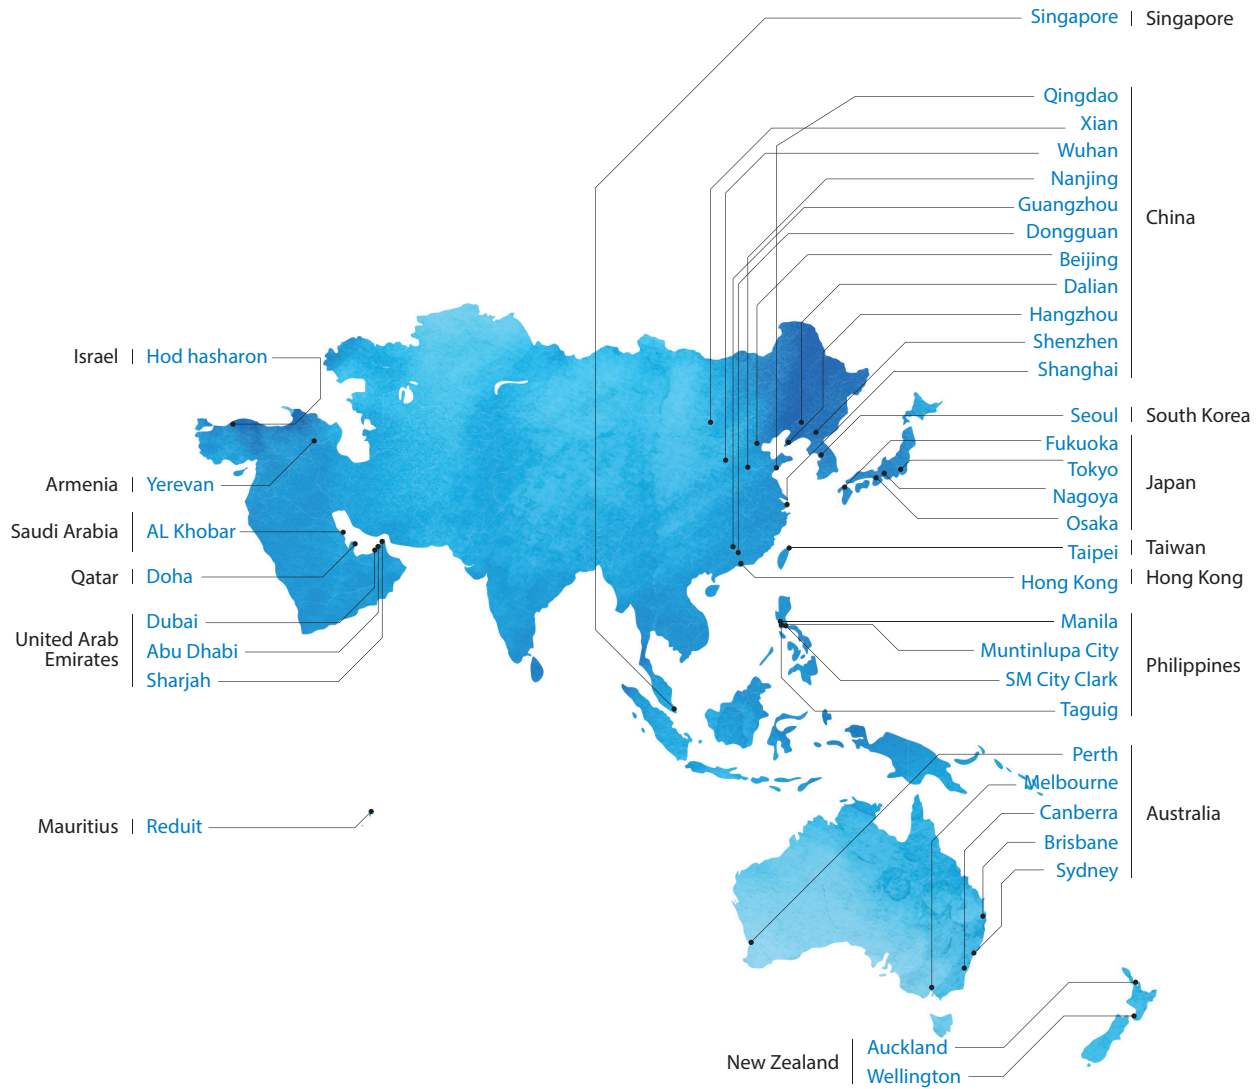 Singapore | Singapore
Qingdao
Xian
Wuhan
Nanjing
Guangzhou
Dongguan
Beijing
Dalian
Hangzhou
Shenzhen
Shanghai
China
Seoul | South Korea
Fukuoka
Tokyo
Nagoya
Osaka
Japan
Taipei | Taiwan
Hong Kong | Hong Kong
Manila
Muntinlupa City
SM City Clark
Taguig
Philippines
Perth
Melbourne
Canberra
Brisbane
Sydney
Australia
Israel | Hod hasharon
Armenia | Yerevan
Saudi Arabia | AL Khobar
Qatar | Doha
United Arab
Emirates
Dubai
Abu Dhabi
Sharjah
Mauritius | Reduit
New Zealand
Auckland
Wellington